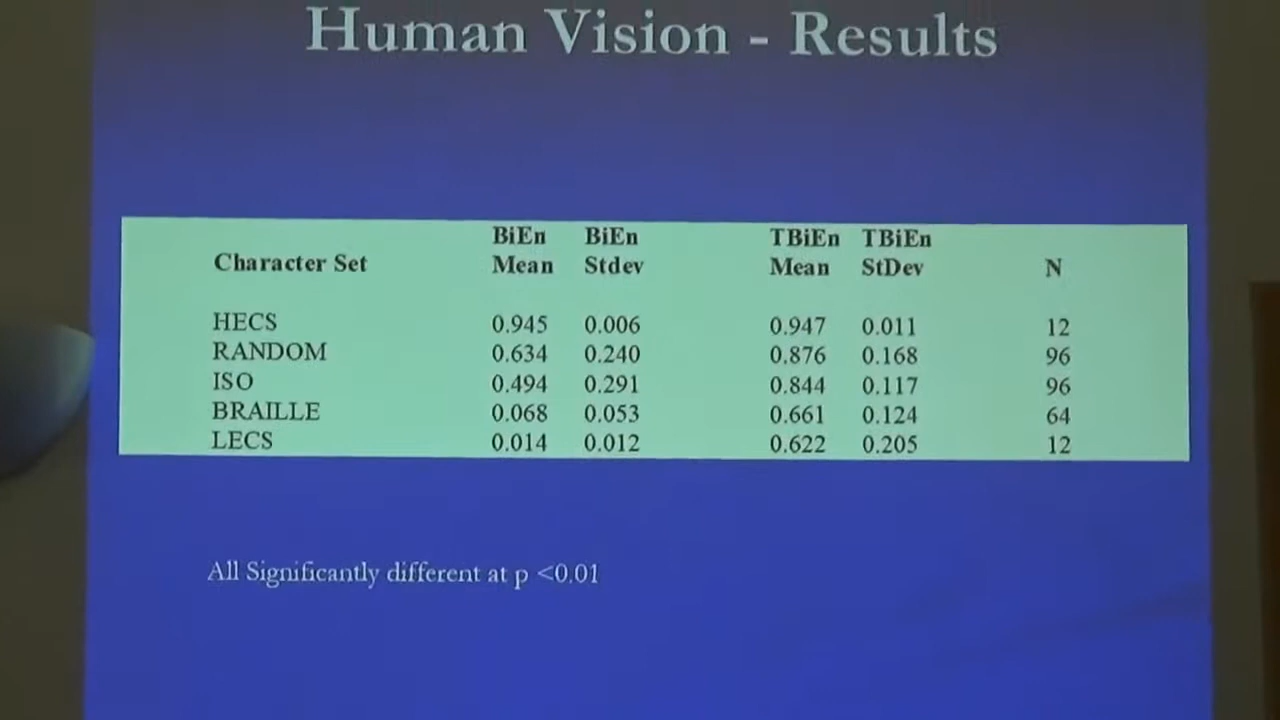 Human Vision - Results
BiEn BiEn TBiEn TBiEn
Character Set Mean Stdev Mean StDev N
HECS 0.945 0.006 0.947 0.011 12
RANDOM 0.634 0.240 0.876 0.168 96
ISO 0.494 0.291 0.844 0.117 96
BRAILLE 0.068 0.053 0.661 0.124 64
LECS 0.014 0.012 0.622 0.205 12
All Significantly different at p <0.01